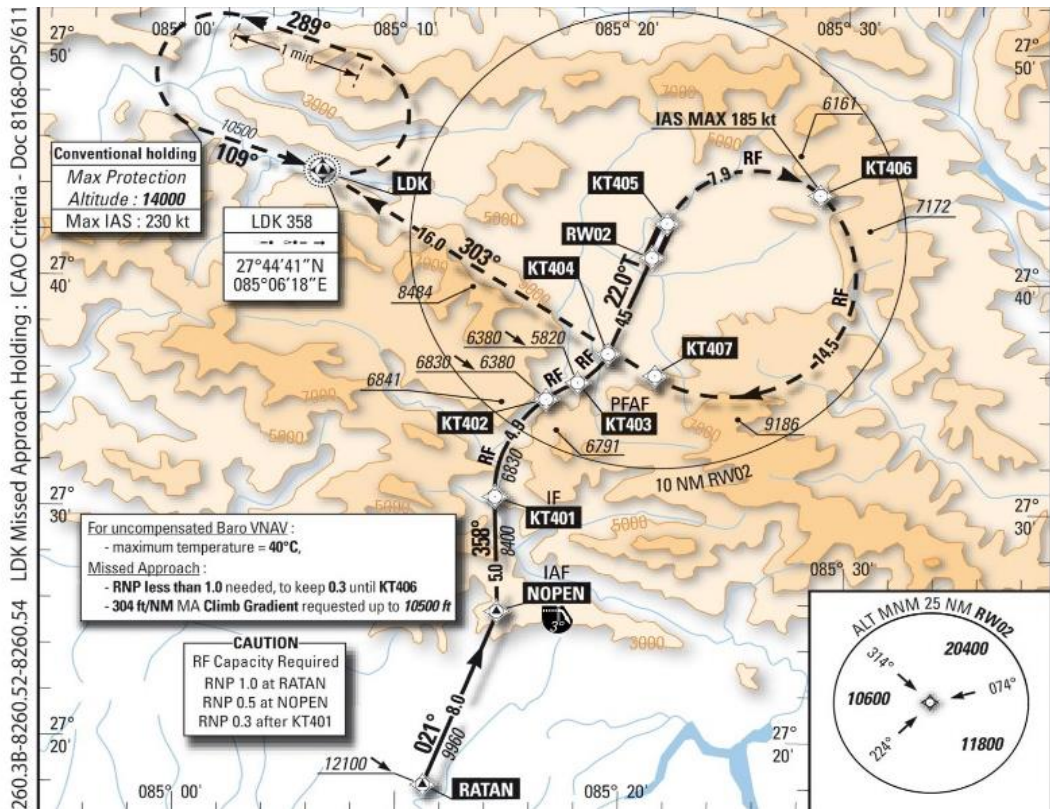 260.3B-8260.52-8260.54 LDK Missed Approach Holding : ICAO Criteria - Doc 8168-OPS/611
085° 00'
085° 10'
085° 20'
085° 30'
27°
50'
27°
50'
289°
1 min
3000
7000
6161
5000
IAS MAX 185 kt
RF
7.9
KT406
10500
109°
Conventional holding
Max Protection
Altitude : 14000
Max IAS : 230 kt
LDK
KT405
7172
LDK 358
27°44'41"N
085°06'18"E
16.0
303°
5000
RW02
KT404
22.0°T
4.5
27°
40'
27°
40'
8484
5000
RF
14.5
6380 5820
6830 6380
RF
RF
KT407
6841
7000
PFAF
KT402
KT403
9186
7000
4.9
RF
6830
6791
10 NM RW02
5000
27°
30'
IF
KT401
27°
30'
5000
5000
For uncompensated Baro VNAV :
- maximum temperature = 40°C,
Missed Approach :
- RNP less than 1.0 needed, to keep 0.3 until KT406
- 304 ft/NM MA Climb Gradient requested up to 10500 ft
358°
8400
5.0
IAF
NOPEN
3°
3000
085° 30'
CAUTION
RF Capacity Required
RNP 1.0 at RATAN
RNP 0.5 at NOPEN
RNP 0.3 after KT401
ALT MNM 25 NM RW02
314°
20400
10600
074°
224°
11800
27°
20'
27°
20'
021°
8.0
9960
12100
RATAN
085° 00'
085° 20'